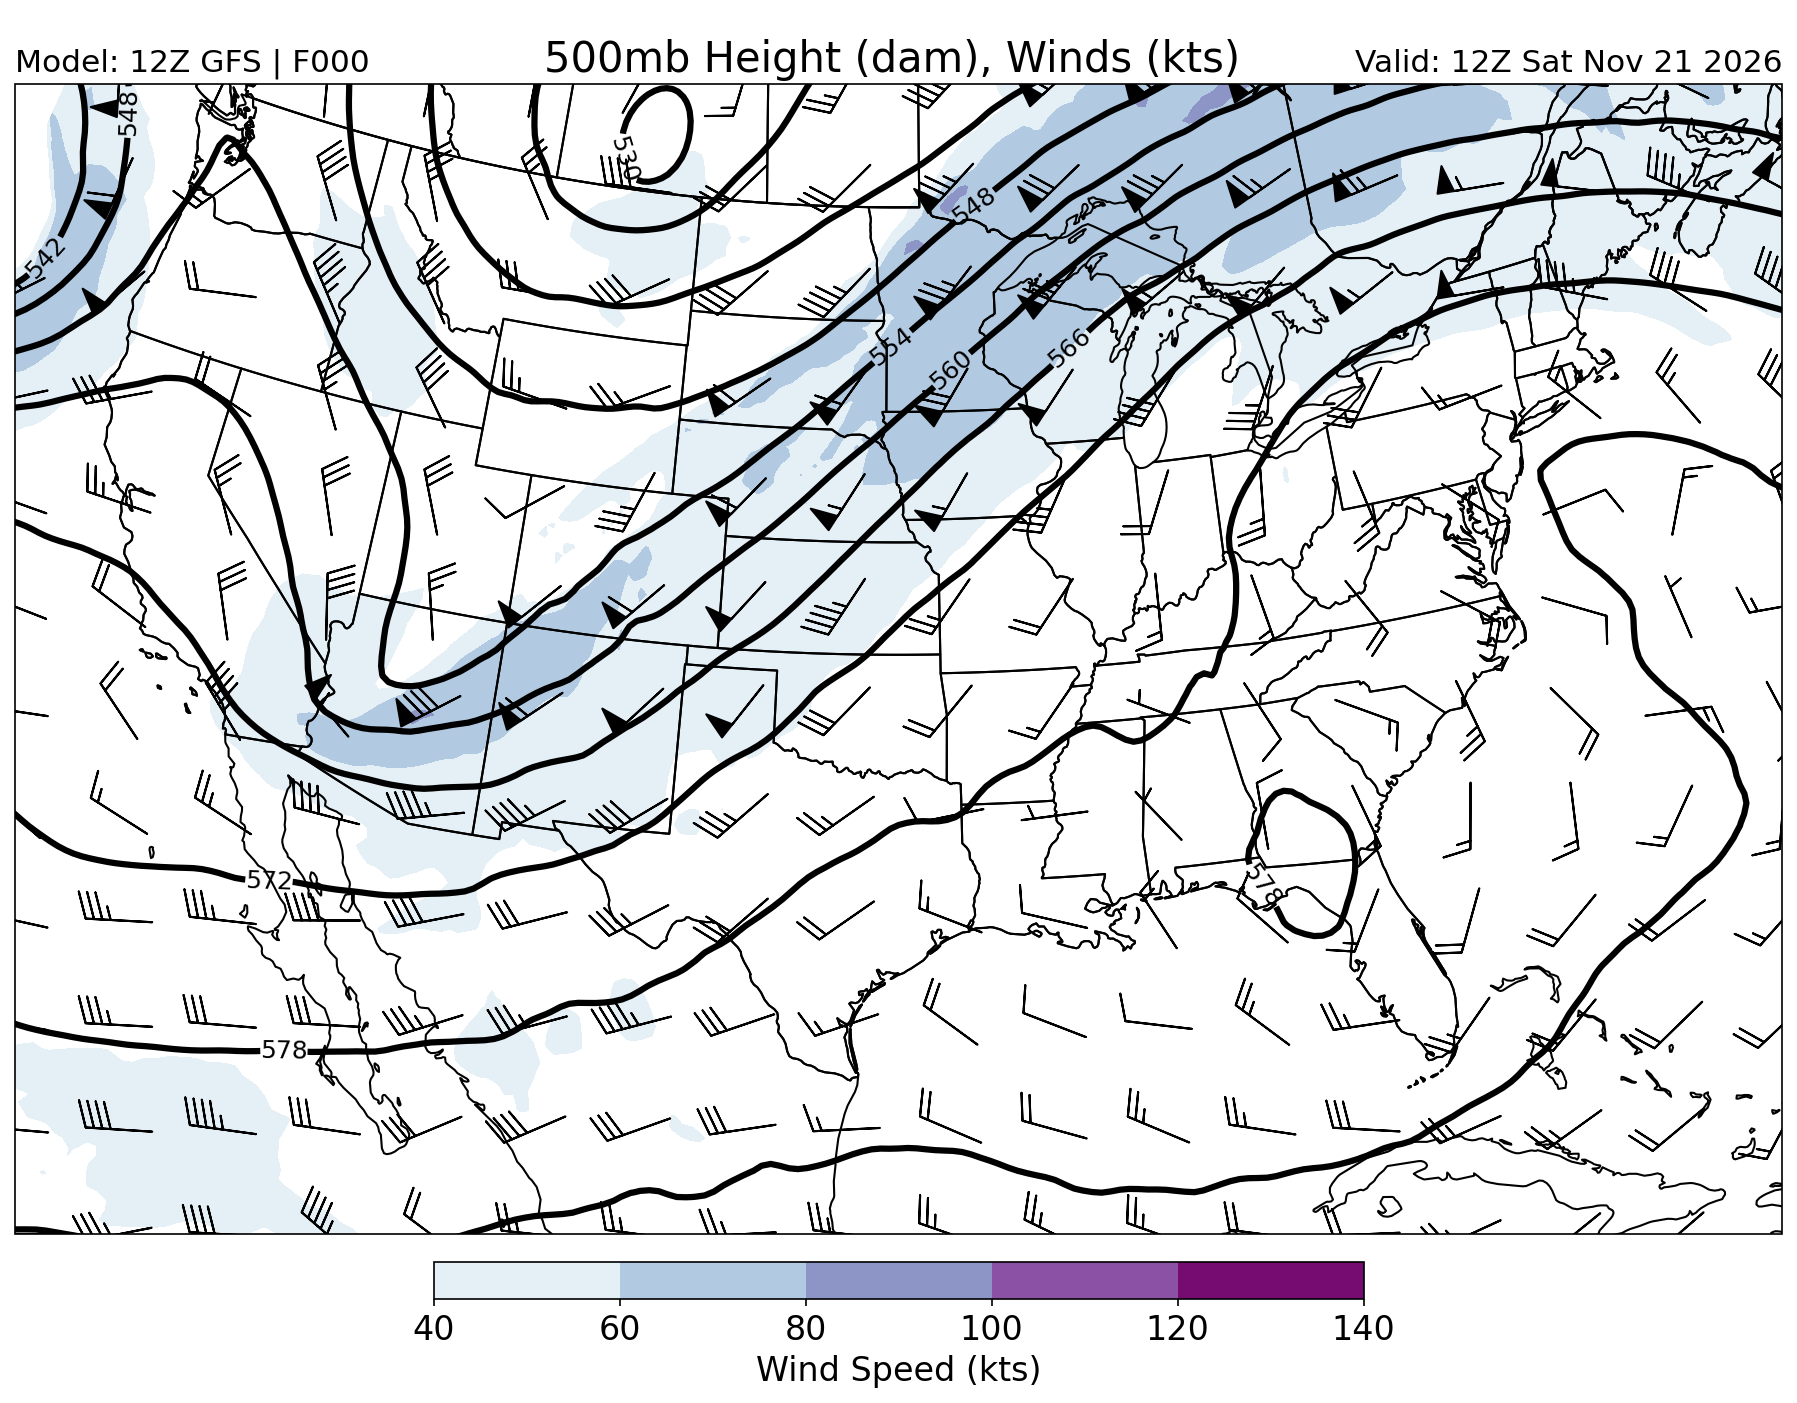 Model: 12Z GFS | F000
500mb Height (dam), Winds (kts)
Valid: 12Z Sat Nov 21 2026
548
530
548
542
554
560
566
572
578
578
40 60 80 100 120 140
Wind Speed (kts)